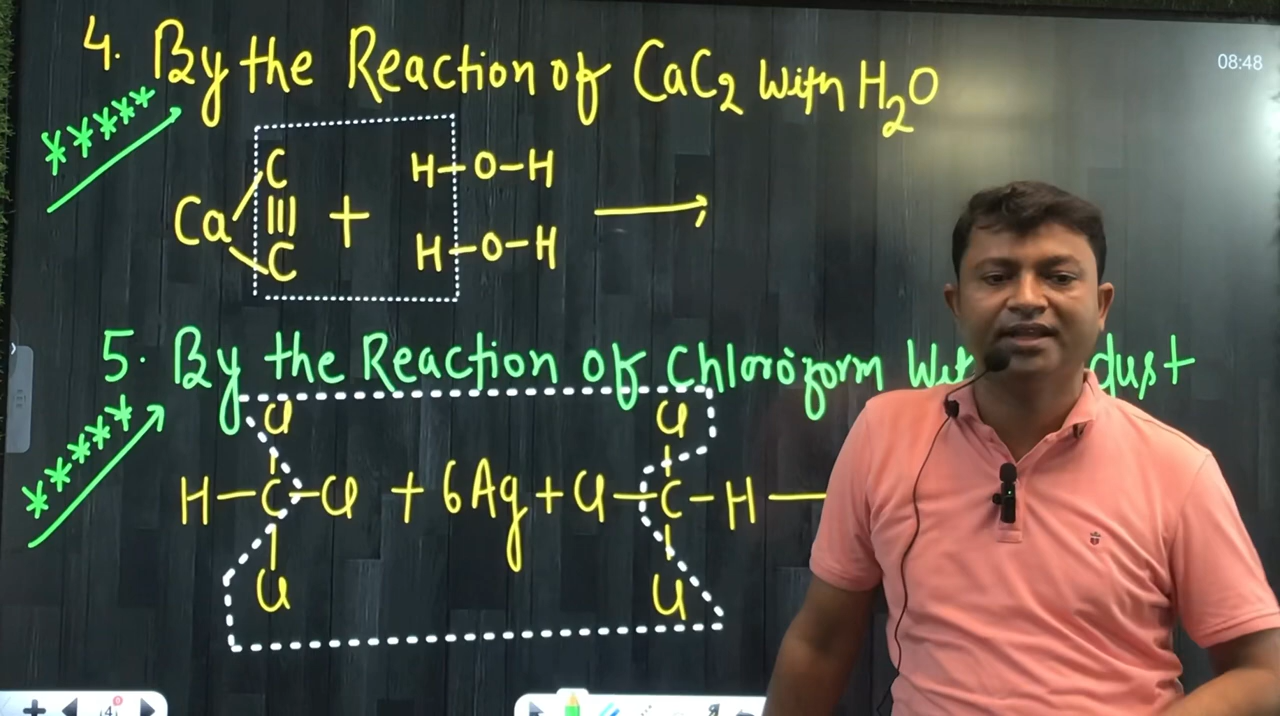 4. By the Reaction of CaC2 with H2O
08:48
*****
C H-O-H
Ca ||| + →
C H-O-H
5. By the Reaction of Chloroform dust
*****
Cl Cl
H-C-Cl + 6Ag + Cl-C-H —
Cl Cl